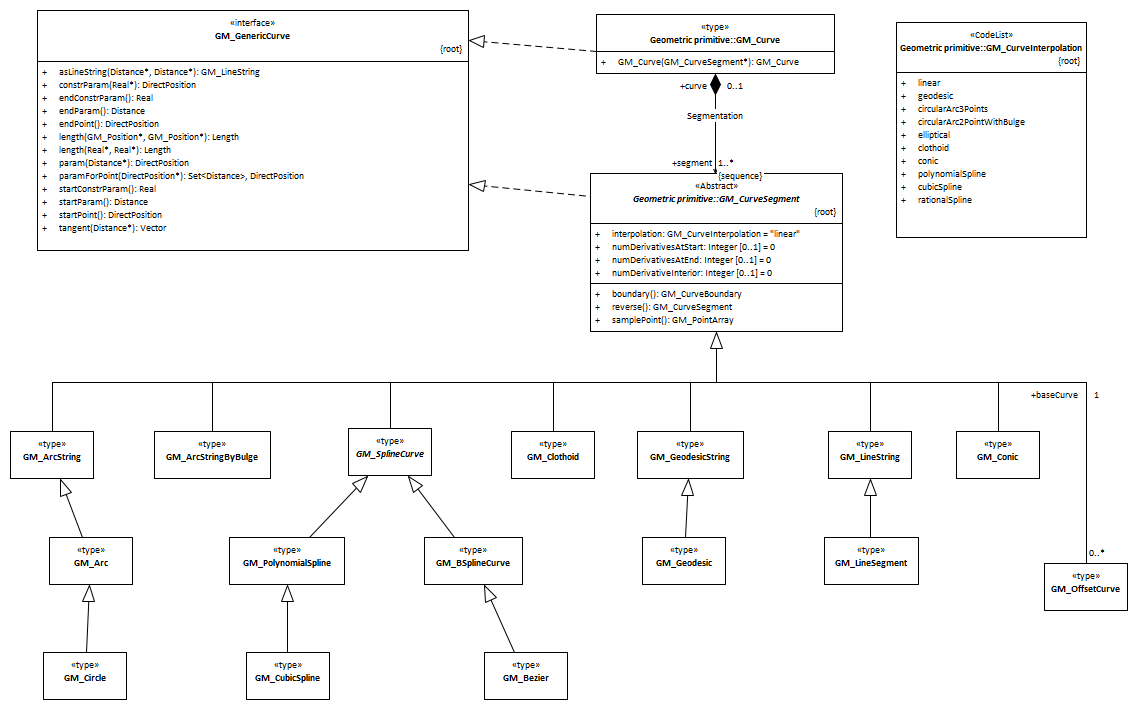 «interface»
GM_GenericCurve
{root}
+ asLineString(Distance*, Distance*): GM_LineString
+ constrParam(Real*): DirectPosition
+ endConstrParam(): Real
+ endParam(): Distance
+ endPoint(): DirectPosition
+ length(GM_Position*, GM_Position*): Length
+ length(Real*, Real*): Length
+ param(Distance*): DirectPosition
+ paramForPoint(DirectPosition*): Set<Distance>, DirectPosition
+ startConstrParam(): Real
+ startParam(): Distance
+ startPoint(): DirectPosition
+ tangent(Distance*): Vector
«type»
Geometric primitive::GM_Curve
+ GM_Curve(GM_CurveSegment*): GM_Curve
+curve 0..1
Segmentation
+segment 1..*
{sequence}
«Abstract»
Geometric primitive::GM_CurveSegment
{root}
+ interpolation: GM_CurveInterpolation = "linear"
+ numDerivativesAtStart: Integer [0..1] = 0
+ numDerivativesAtEnd: Integer [0..1] = 0
+ numDerivativeInterior: Integer [0..1] = 0
+ boundary(): GM_CurveBoundary
+ reverse(): GM_CurveSegment
+ samplePoint(): GM_PointArray
«CodeList»
Geometric primitive::GM_CurveInterpolation
{root}
+ linear
+ geodesic
+ circularArc3Points
+ circularArc2PointWithBulge
+ elliptical
+ clothoid
+ conic
+ polynomialSpline
+ cubicSpline
+ rationalSpline
+baseCurve 1
«type»
GM_ArcString
«type»
GM_ArcStringByBulge
«type»
GM_SplineCurve
«type»
GM_Clothoid
«type»
GM_GeodesicString
«type»
GM_LineString
«type»
GM_Conic
«type»
GM_Arc
«type»
GM_PolynomialSpline
«type»
GM_BSplineCurve
«type»
GM_Geodesic
«type»
GM_LineSegment
0..*
«type»
GM_OffsetCurve
«type»
GM_Circle
«type»
GM_CubicSpline
«type»
GM_Bezier